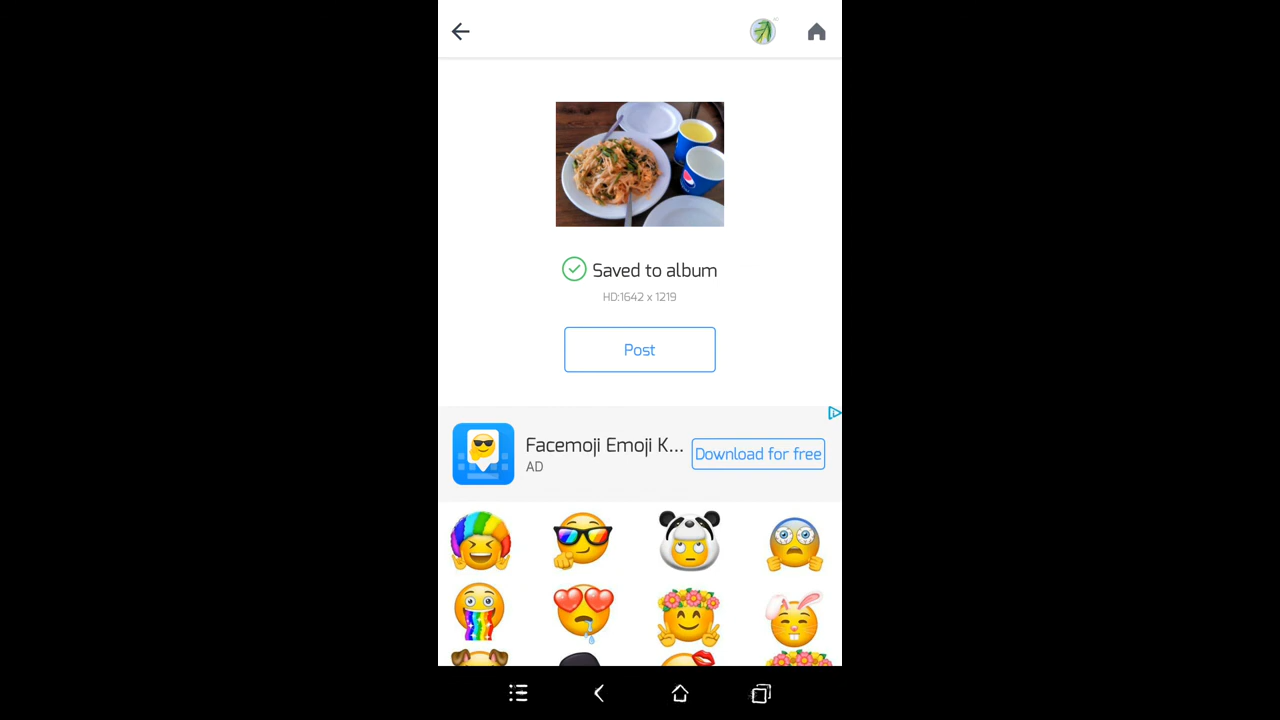 Saved to album
HD:1642 x 1219
Post
Facemoji Emoji K...
AD
Download for free